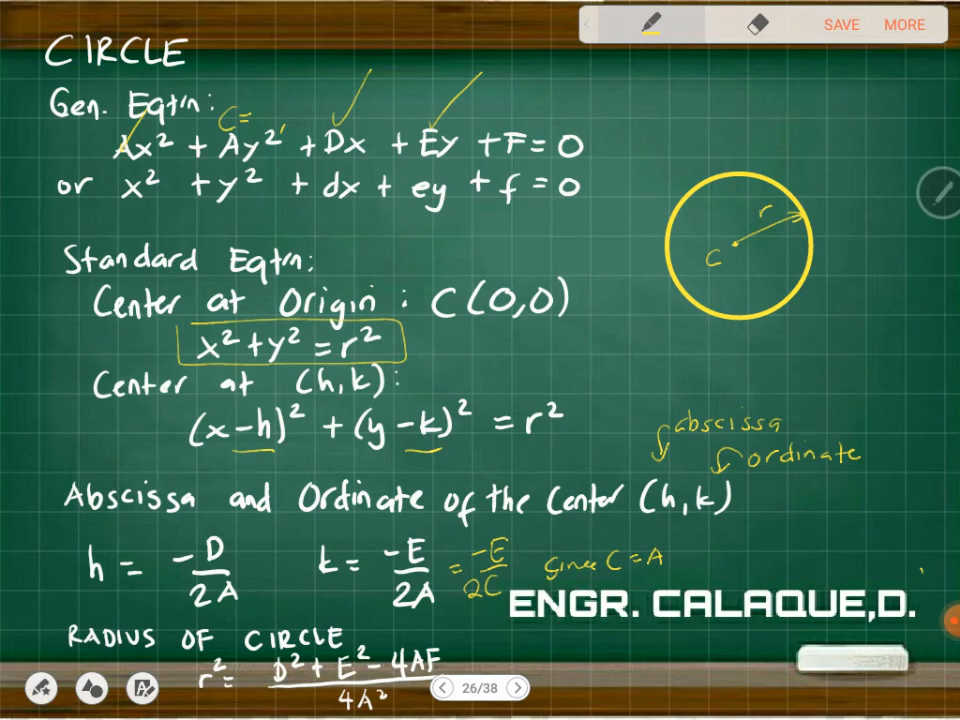 SAVE MORE
CIRCLE
Gen. Eqt'n:
C=
Ax² + Ay² + Dx + Ey + F = 0
or x² + y² + dx + ey + f = 0
r
C
Standard Eqt'n:
Center at Origin : C(0,0)
x² + y² = r²
Center at (h,k):
(x-h)² + (y-k)² = r²
abscissa
ordinate
Abscissa and Ordinate of the Center (h,k)
h = -D/2A k = -E/2A = -E/2C since C = A
ENGR. CALAQUE,D.
RADIUS OF CIRCLE
r² = D² + E² - 4AF / 4A²
26/38